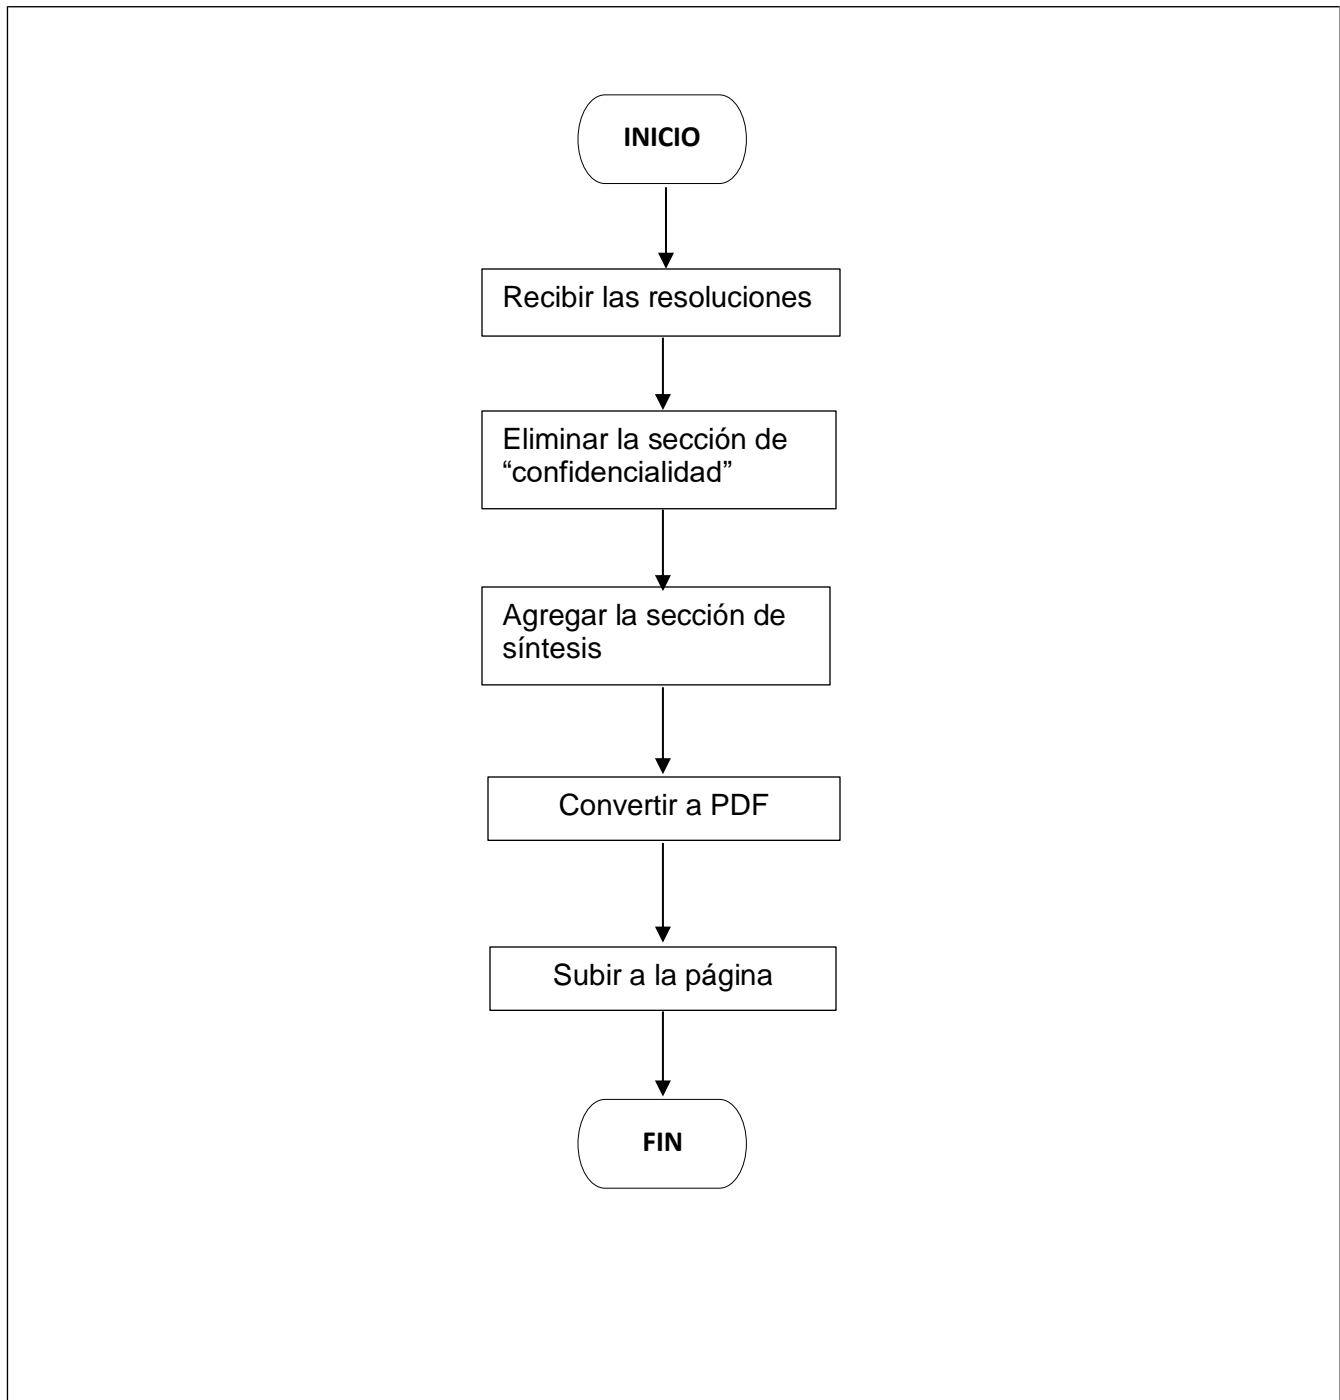 INICIO
Recibir las resoluciones
Eliminar la sección de
“confidencialidad”
Agregar la sección de
síntesis
Convertir a PDF
Subir a la página
FIN